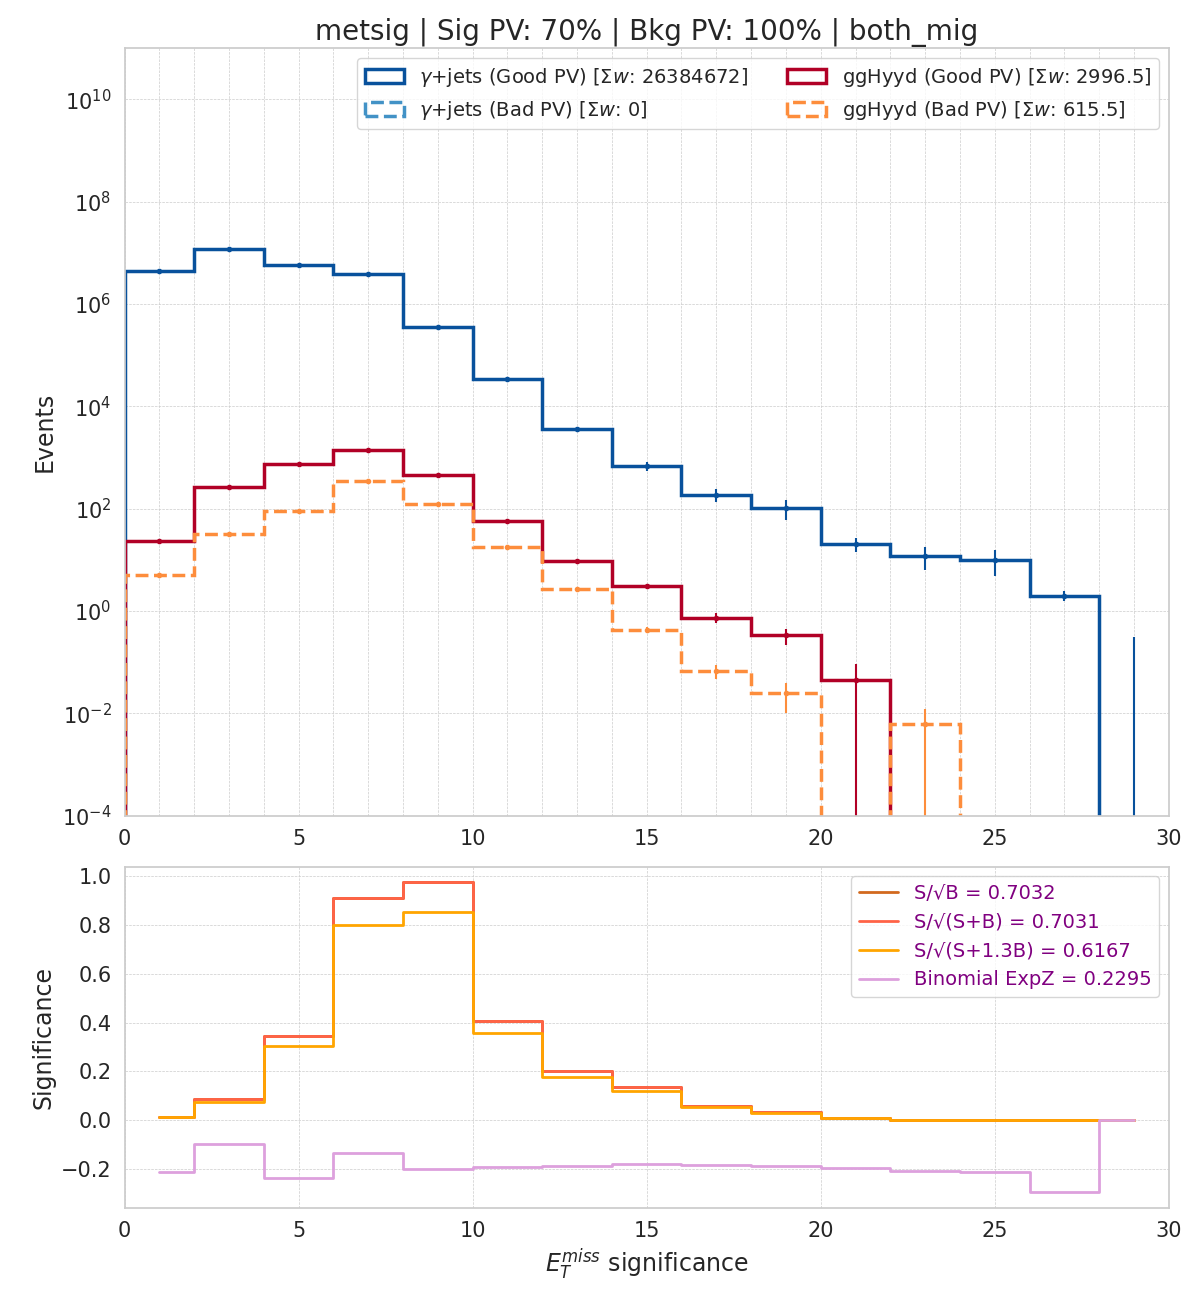 metsig | Sig PV: 70% | Bkg PV: 100% | both_mig
γ+jets (Good PV) [Σw: 26384672]
γ+jets (Bad PV) [Σw: 0]
ggHyyd (Good PV) [Σw: 2996.5]
ggHyyd (Bad PV) [Σw: 615.5]
Events
10^10
10^8
10^6
10^4
10^2
10^0
10^−2
10^−4
0 5 10 15 20 25 30
Significance
1.0
0.8
0.6
0.4
0.2
0.0
−0.2
S/√B = 0.7032
S/√(S+B) = 0.7031
S/√(S+1.3B) = 0.6167
Binomial ExpZ = 0.2295
0 5 10 15 20 25 30
E_T^miss significance